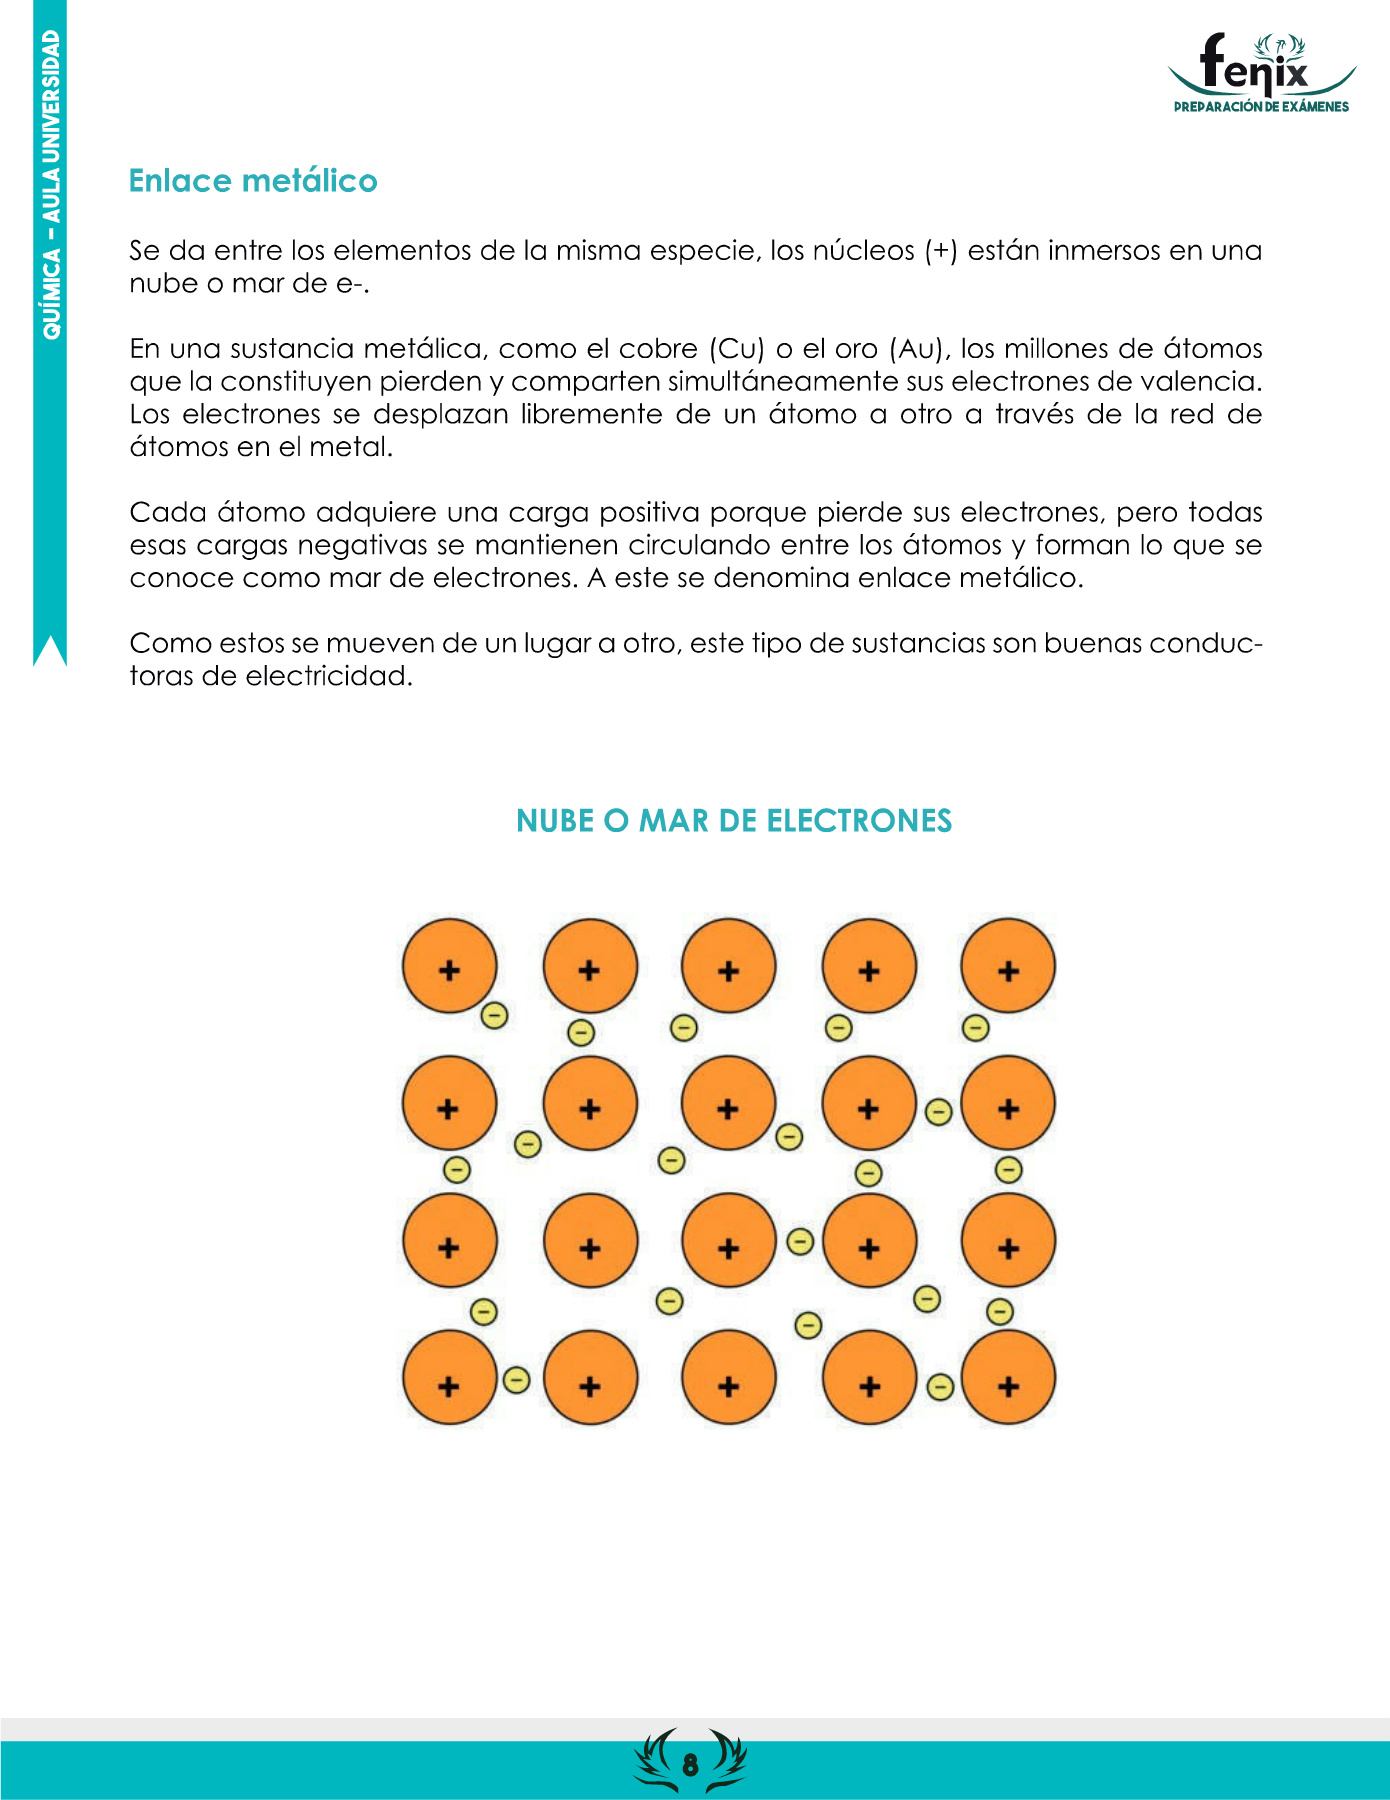 QUÍMICA - AULA UNIVERSIDAD
fenix
PREPARACIÓN DE EXÁMENES
Enlace metálico
Se da entre los elementos de la misma especie, los núcleos (+) están inmersos en una
nube o mar de e-.
En una sustancia metálica, como el cobre (Cu) o el oro (Au), los millones de átomos
que la constituyen pierden y comparten simultáneamente sus electrones de valencia.
Los electrones se desplazan libremente de un átomo a otro a través de la red de
átomos en el metal.
Cada átomo adquiere una carga positiva porque pierde sus electrones, pero todas
esas cargas negativas se mantienen circulando entre los átomos y forman lo que se
conoce como mar de electrones. A este se denomina enlace metálico.
Como estos se mueven de un lugar a otro, este tipo de sustancias son buenas conduc-
toras de electricidad.
NUBE O MAR DE ELECTRONES
+ + + + +
- - - - -
+ + + + +
-
- - -
- - -
+ + + + +
-
- - - - -
+ + + + +
- -
8